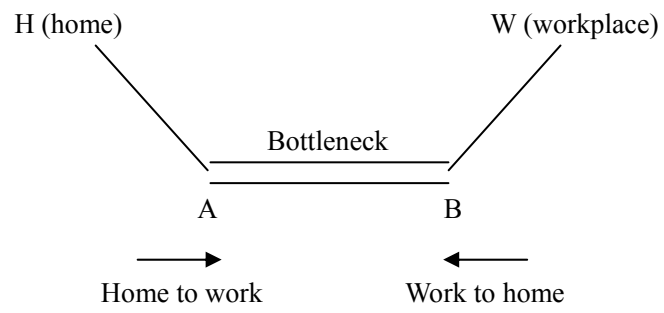 H (home)
W (workplace)
Bottleneck
A
B
Home to work
Work to home